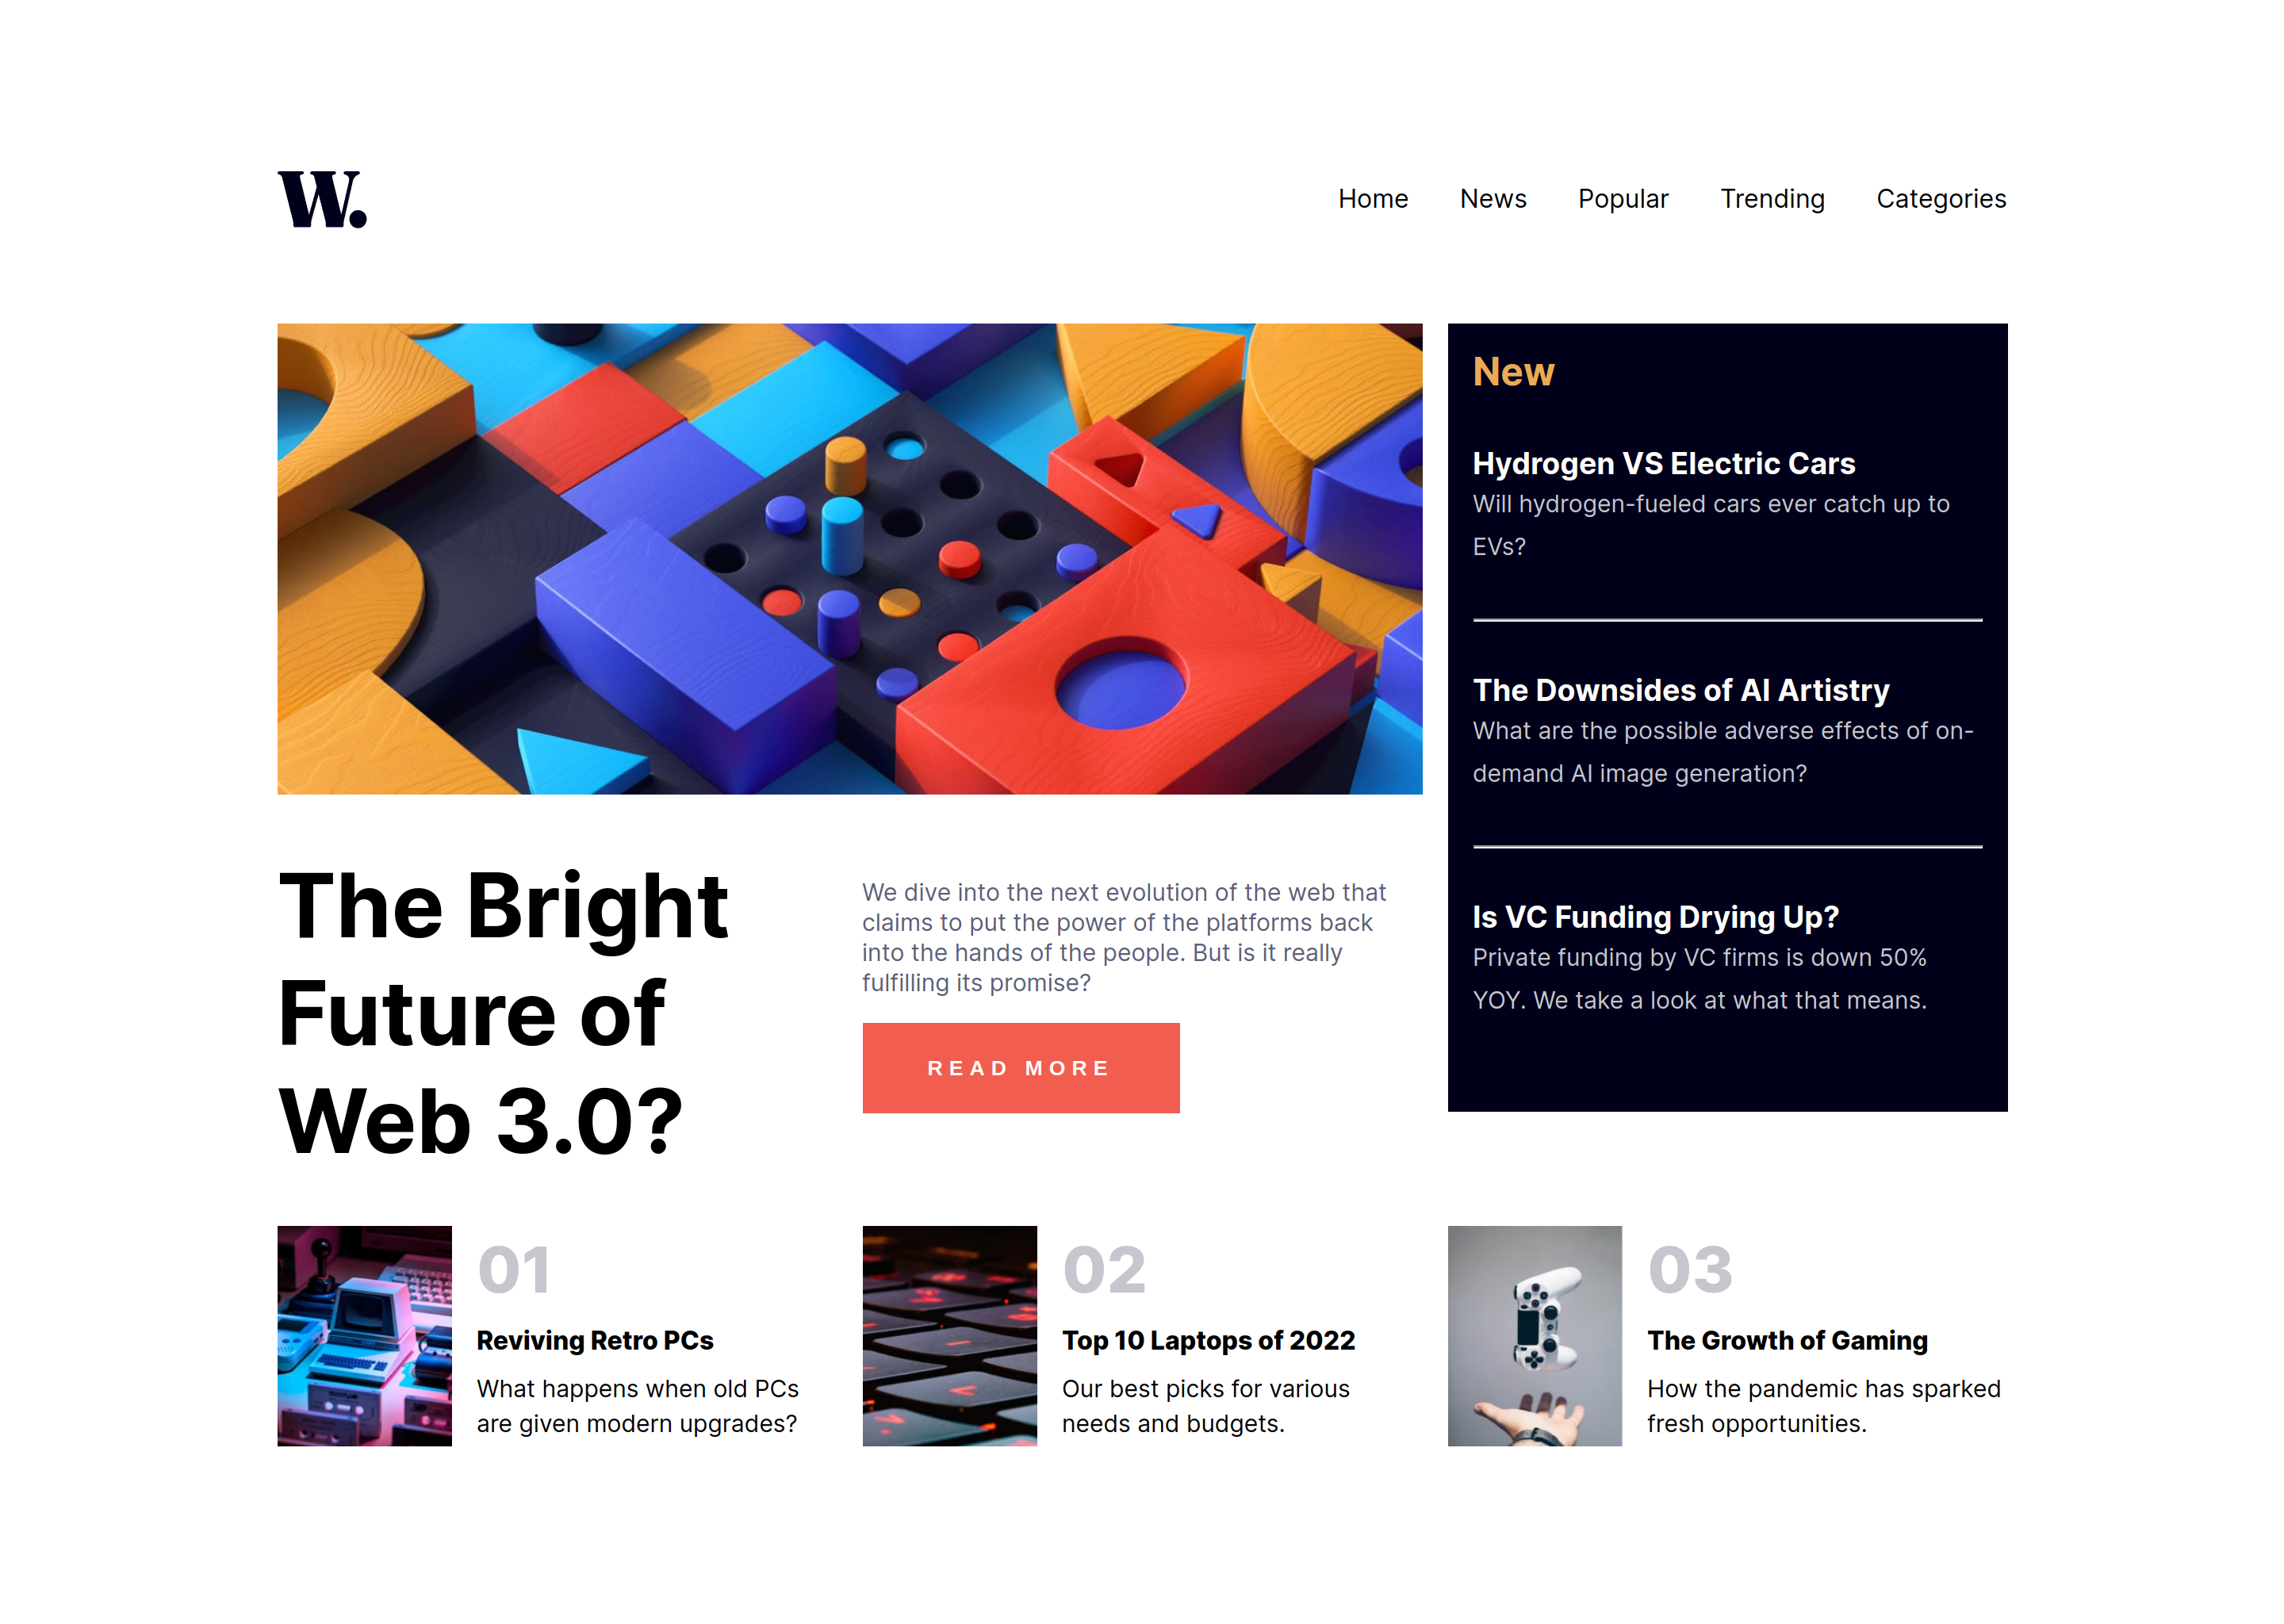 W.
Home News Popular Trending Categories
New
Hydrogen VS Electric Cars
Will hydrogen-fueled cars ever catch up to
EVs?
The Downsides of AI Artistry
What are the possible adverse effects of on-
demand AI image generation?
Is VC Funding Drying Up?
Private funding by VC firms is down 50%
YOY. We take a look at what that means.
The Bright
Future of
Web 3.0?
We dive into the next evolution of the web that
claims to put the power of the platforms back
into the hands of the people. But is it really
fulfilling its promise?
READ MORE
01
Reviving Retro PCs
What happens when old PCs
are given modern upgrades?
02
Top 10 Laptops of 2022
Our best picks for various
needs and budgets.
03
The Growth of Gaming
How the pandemic has sparked
fresh opportunities.